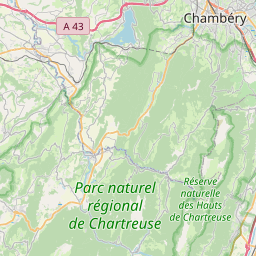 Chambéry
A 43
Parc naturel
régional
de Chartreuse
Réserve
naturelle
des Hauts
de Chartreuse